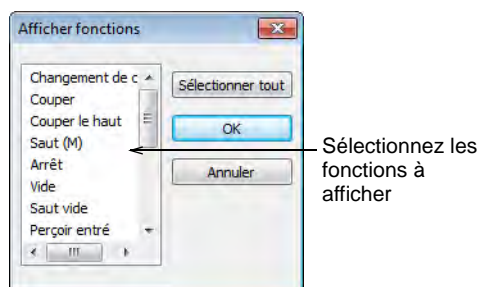 Afficher fonctions
Changement de c
Couper
Couper le haut
Saut (M)
Arrêt
Vide
Saut vide
Perçoir entré
Sélectionner tout
OK
Annuler
Sélectionnez les
fonctions à
afficher